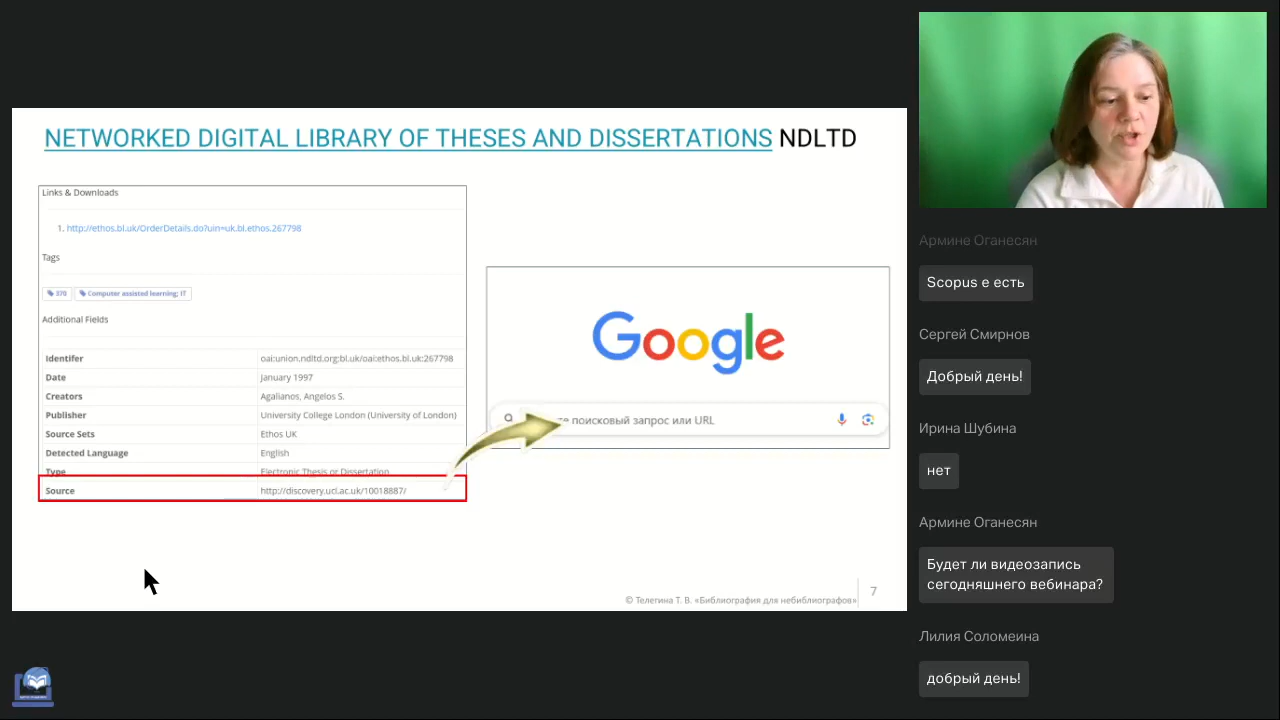 NETWORKED DIGITAL LIBRARY OF THESES AND DISSERTATIONS NDLTD
Links & Downloads
1. http://ethos.bl.uk/OrderDetails.do?uin=uk.bl.ethos.267798
Tags
370 Computer assisted learning; IT
Additional Fields
Identifer oai:union.ndltd.org:bl.uk/oai:ethos.bl.uk:267798
Date January 1997
Creators Agalianos, Angelos S.
Publisher University College London (University of London)
Source Sets Ethos UK
Detected Language English
Type Electronic Thesis or Dissertation
Source http://discovery.ucl.ac.uk/10018887/
Google
поисковый запрос или URL
© Телегина Т. В. «Библиография для небиблиографов»
7
Армине Оганесян
Scopus е есть
Сергей Смирнов
Добрый день!
Ирина Шубина
нет
Армине Оганесян
Будет ли видеозапись
сегодняшнего вебинара?
Лилия Соломеина
добрый день!